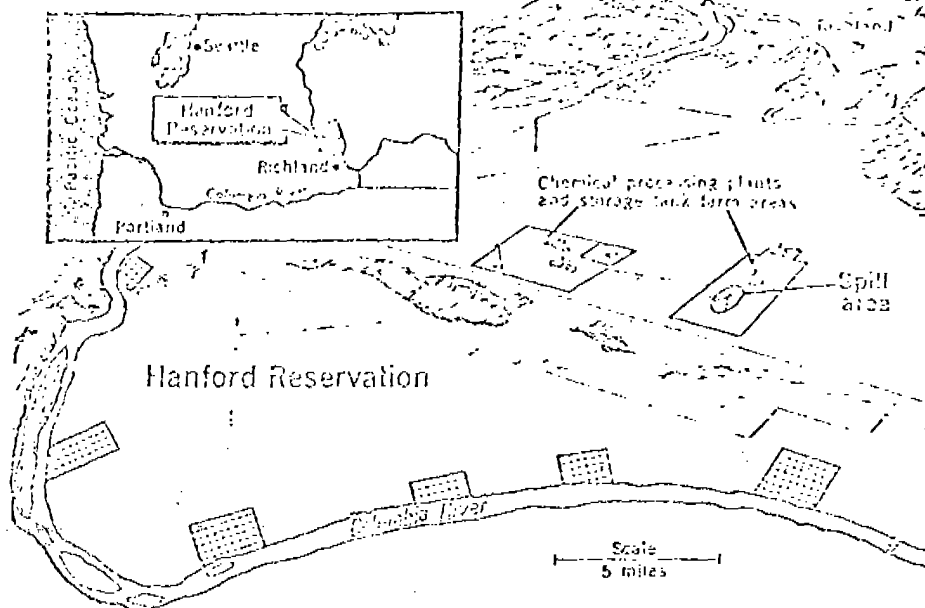 Seattle
Pacific Ocean
Hanford
Reservation
Richland
Columbia River
Portland
Richland
Chemical processing plants
and storage tank farm areas
Spill
area
Hanford Reservation
Columbia River
Scale
5 miles